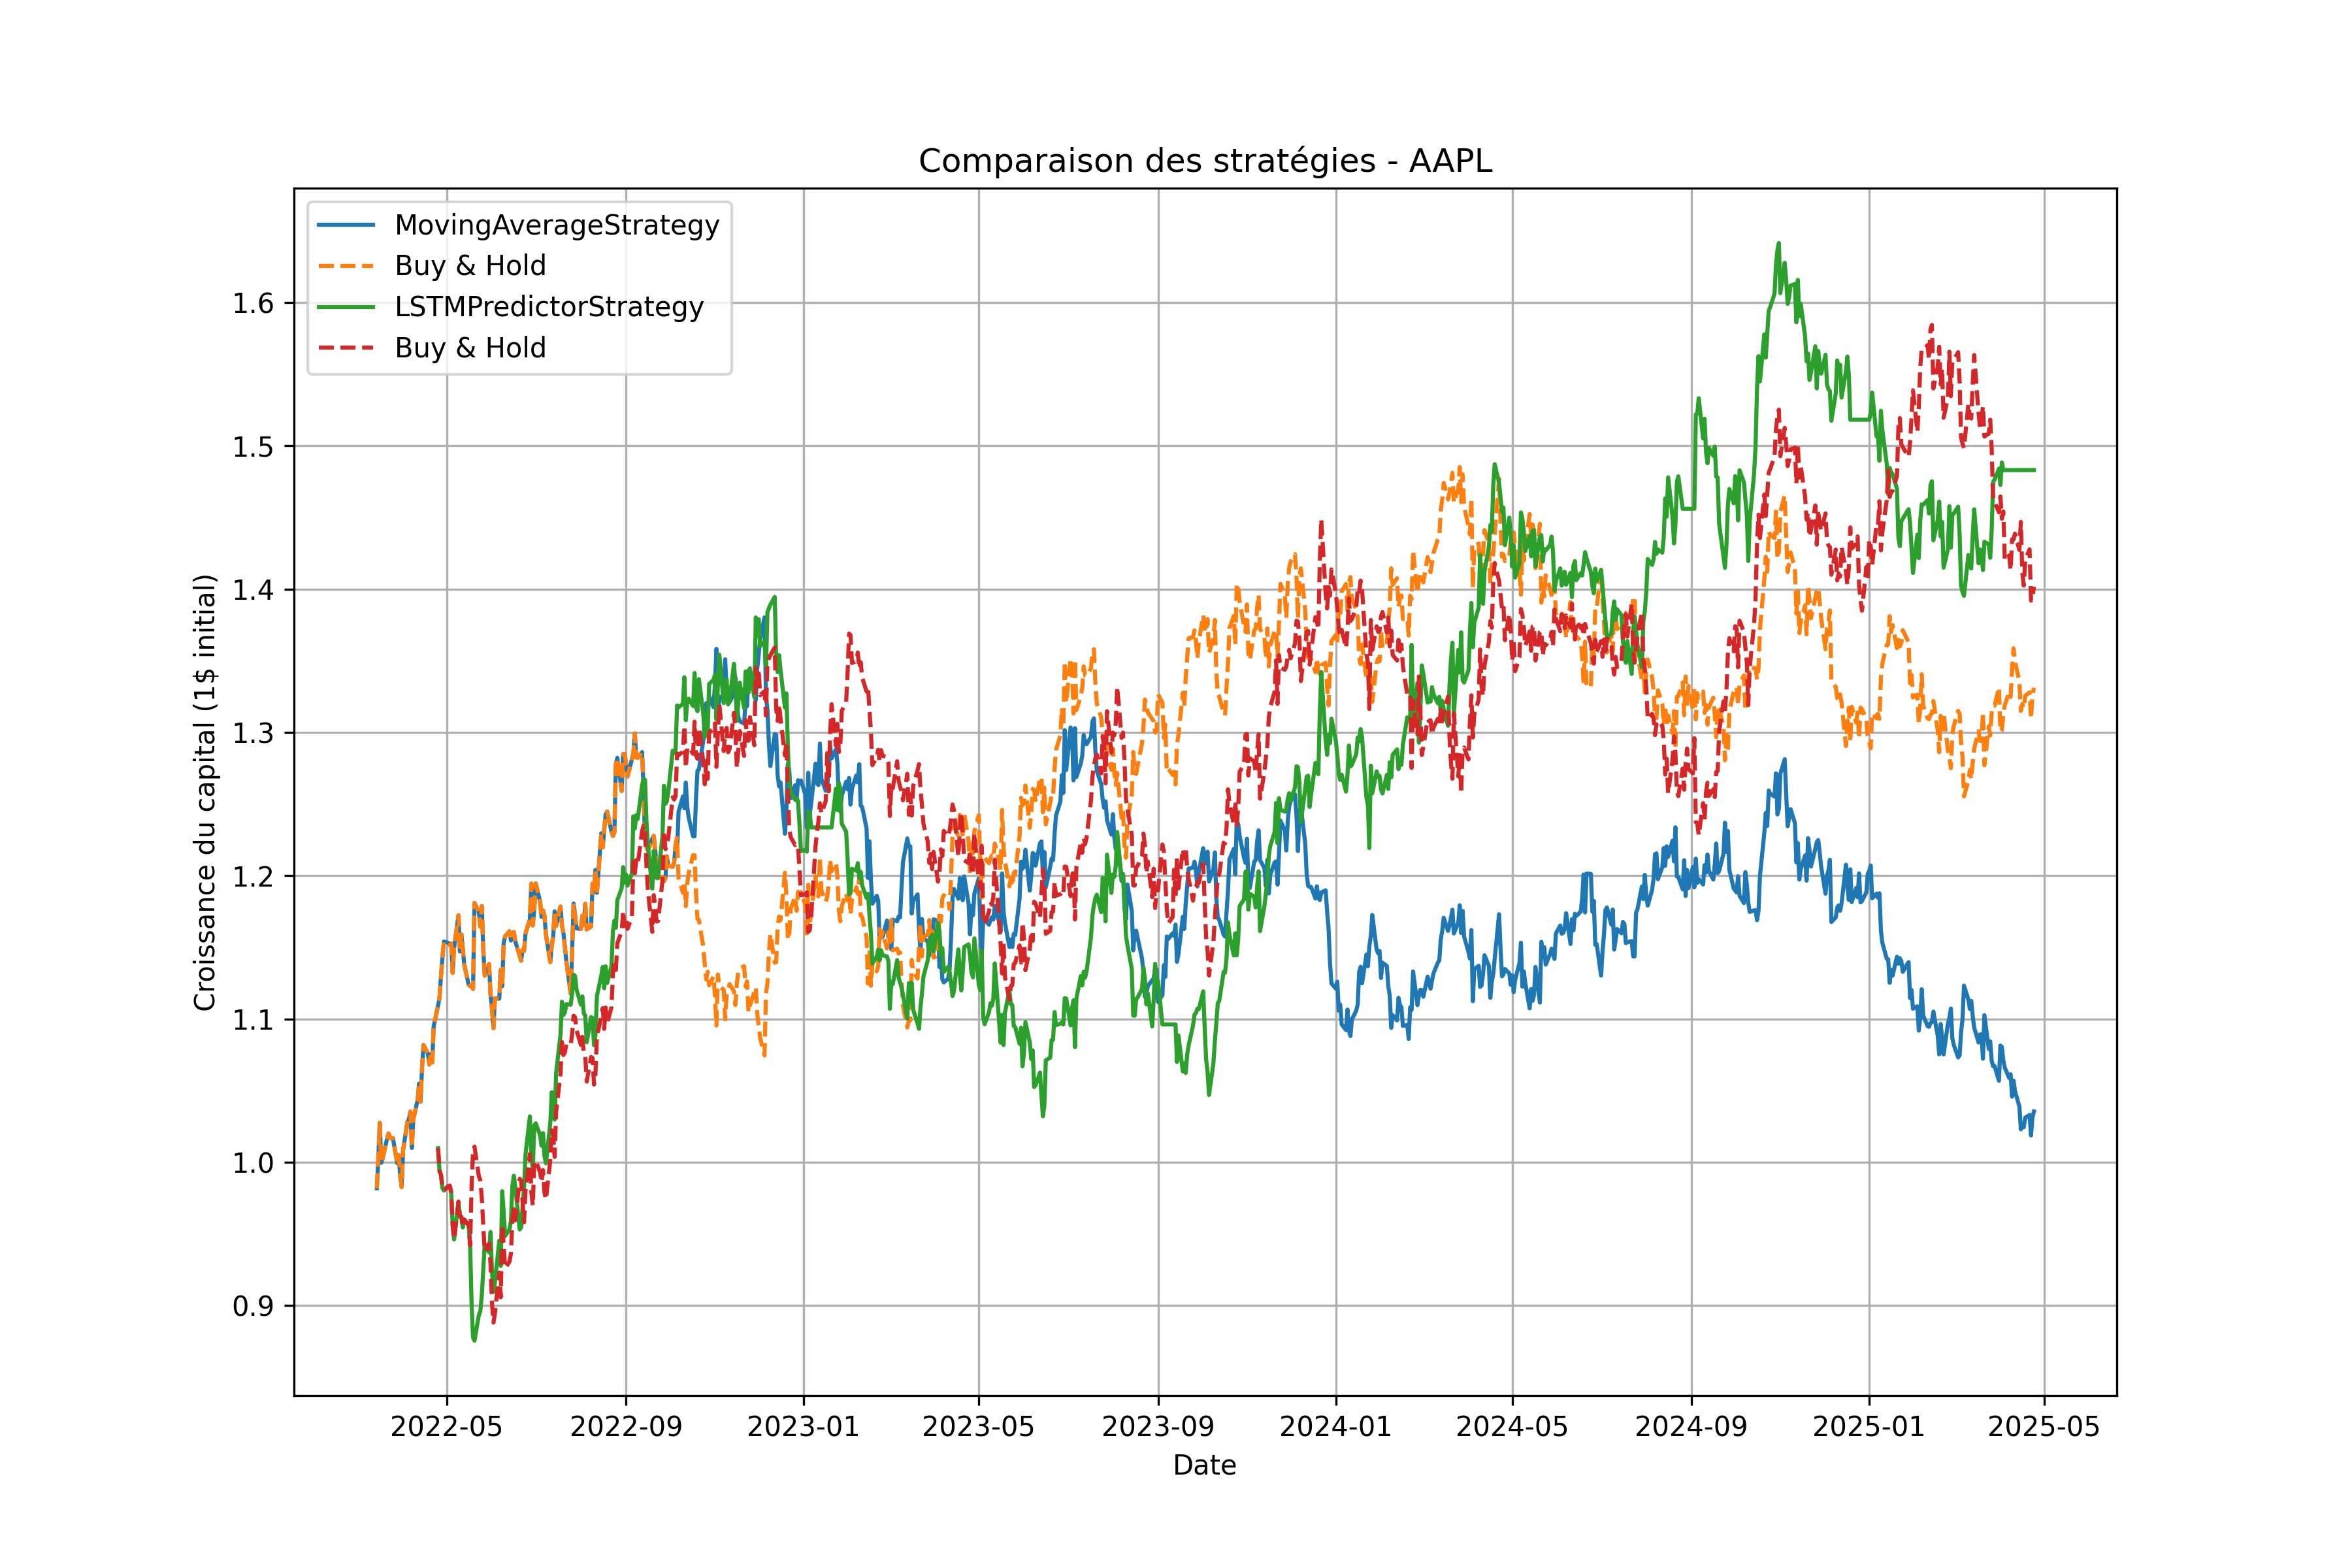 Comparaison des stratégies - AAPL
MovingAverageStrategy
Buy & Hold
LSTMPredictorStrategy
Buy & Hold
Croissance du capital (1$ initial)
1.6
1.5
1.4
1.3
1.2
1.1
1.0
0.9
2022-05 2022-09 2023-01 2023-05 2023-09 2024-01 2024-05 2024-09 2025-01 2025-05
Date